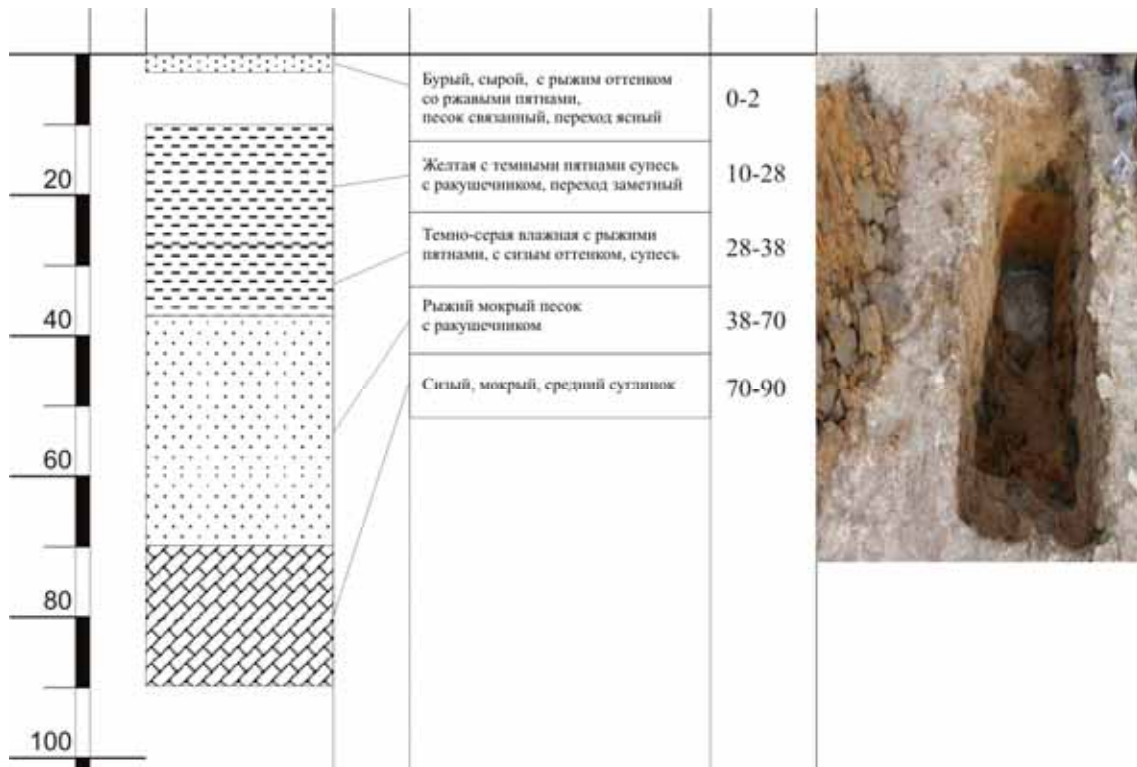 Бурый, сырой, с рыжим оттенком
со ржавыми пятнами,
песок связанный, переход ясный
0-2
Желтая с темными пятнами супесь
с ракушечником, переход заметный
10-28
Темно-серая влажная с рыжими
пятнами, с сизым оттенком, супесь
28-38
Рыжий мокрый песок
с ракушечником
38-70
Сизый, мокрый, средний суглинок
70-90
20
40
60
80
100